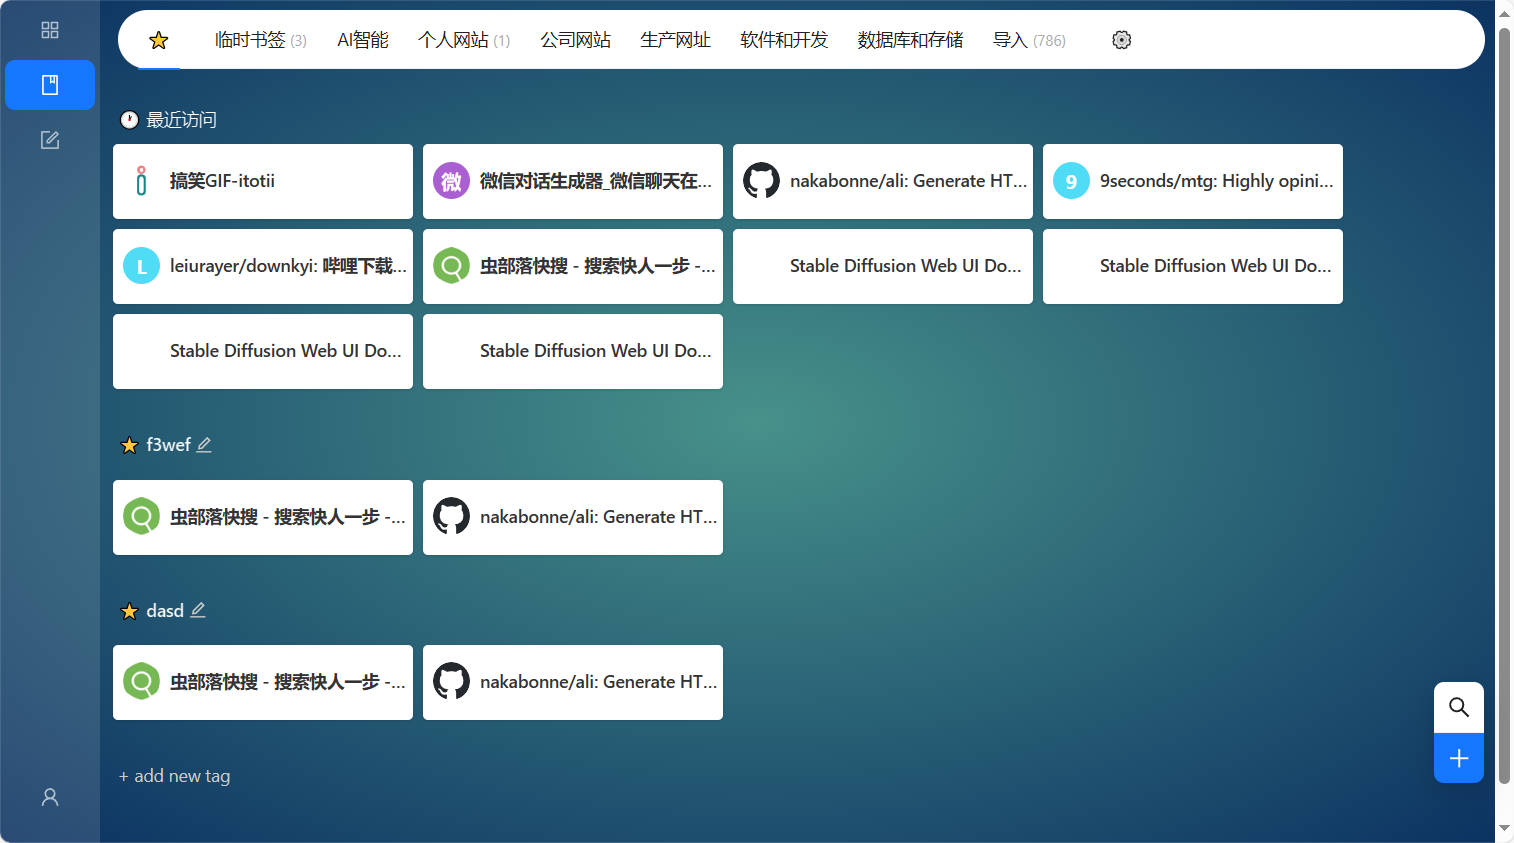 临时书签 (3) AI智能 个人网站 (1) 公司网站 生产网址 软件和开发 数据库和存储 导入 (786)
最近访问
搞笑GIF-itotii
微 微信对话生成器_微信聊天在...
nakabonne/ali: Generate HT...
9 9seconds/mtg: Highly opini...
L leiurayer/downkyi: 哔哩下载...
虫部落快搜 - 搜索快人一步 -...
Stable Diffusion Web UI Do...
Stable Diffusion Web UI Do...
Stable Diffusion Web UI Do...
Stable Diffusion Web UI Do...
f3wef
虫部落快搜 - 搜索快人一步 -...
nakabonne/ali: Generate HT...
dasd
虫部落快搜 - 搜索快人一步 -...
nakabonne/ali: Generate HT...
+ add new tag